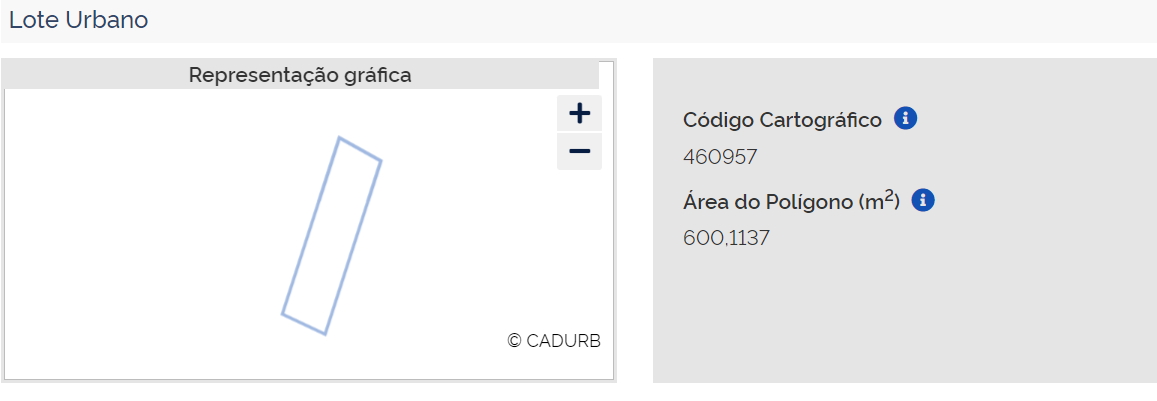 Lote Urbano
Representação gráfica
+
−
© CADURB
Código Cartográfico i
460957
Área do Polígono (m²) i
600,1137